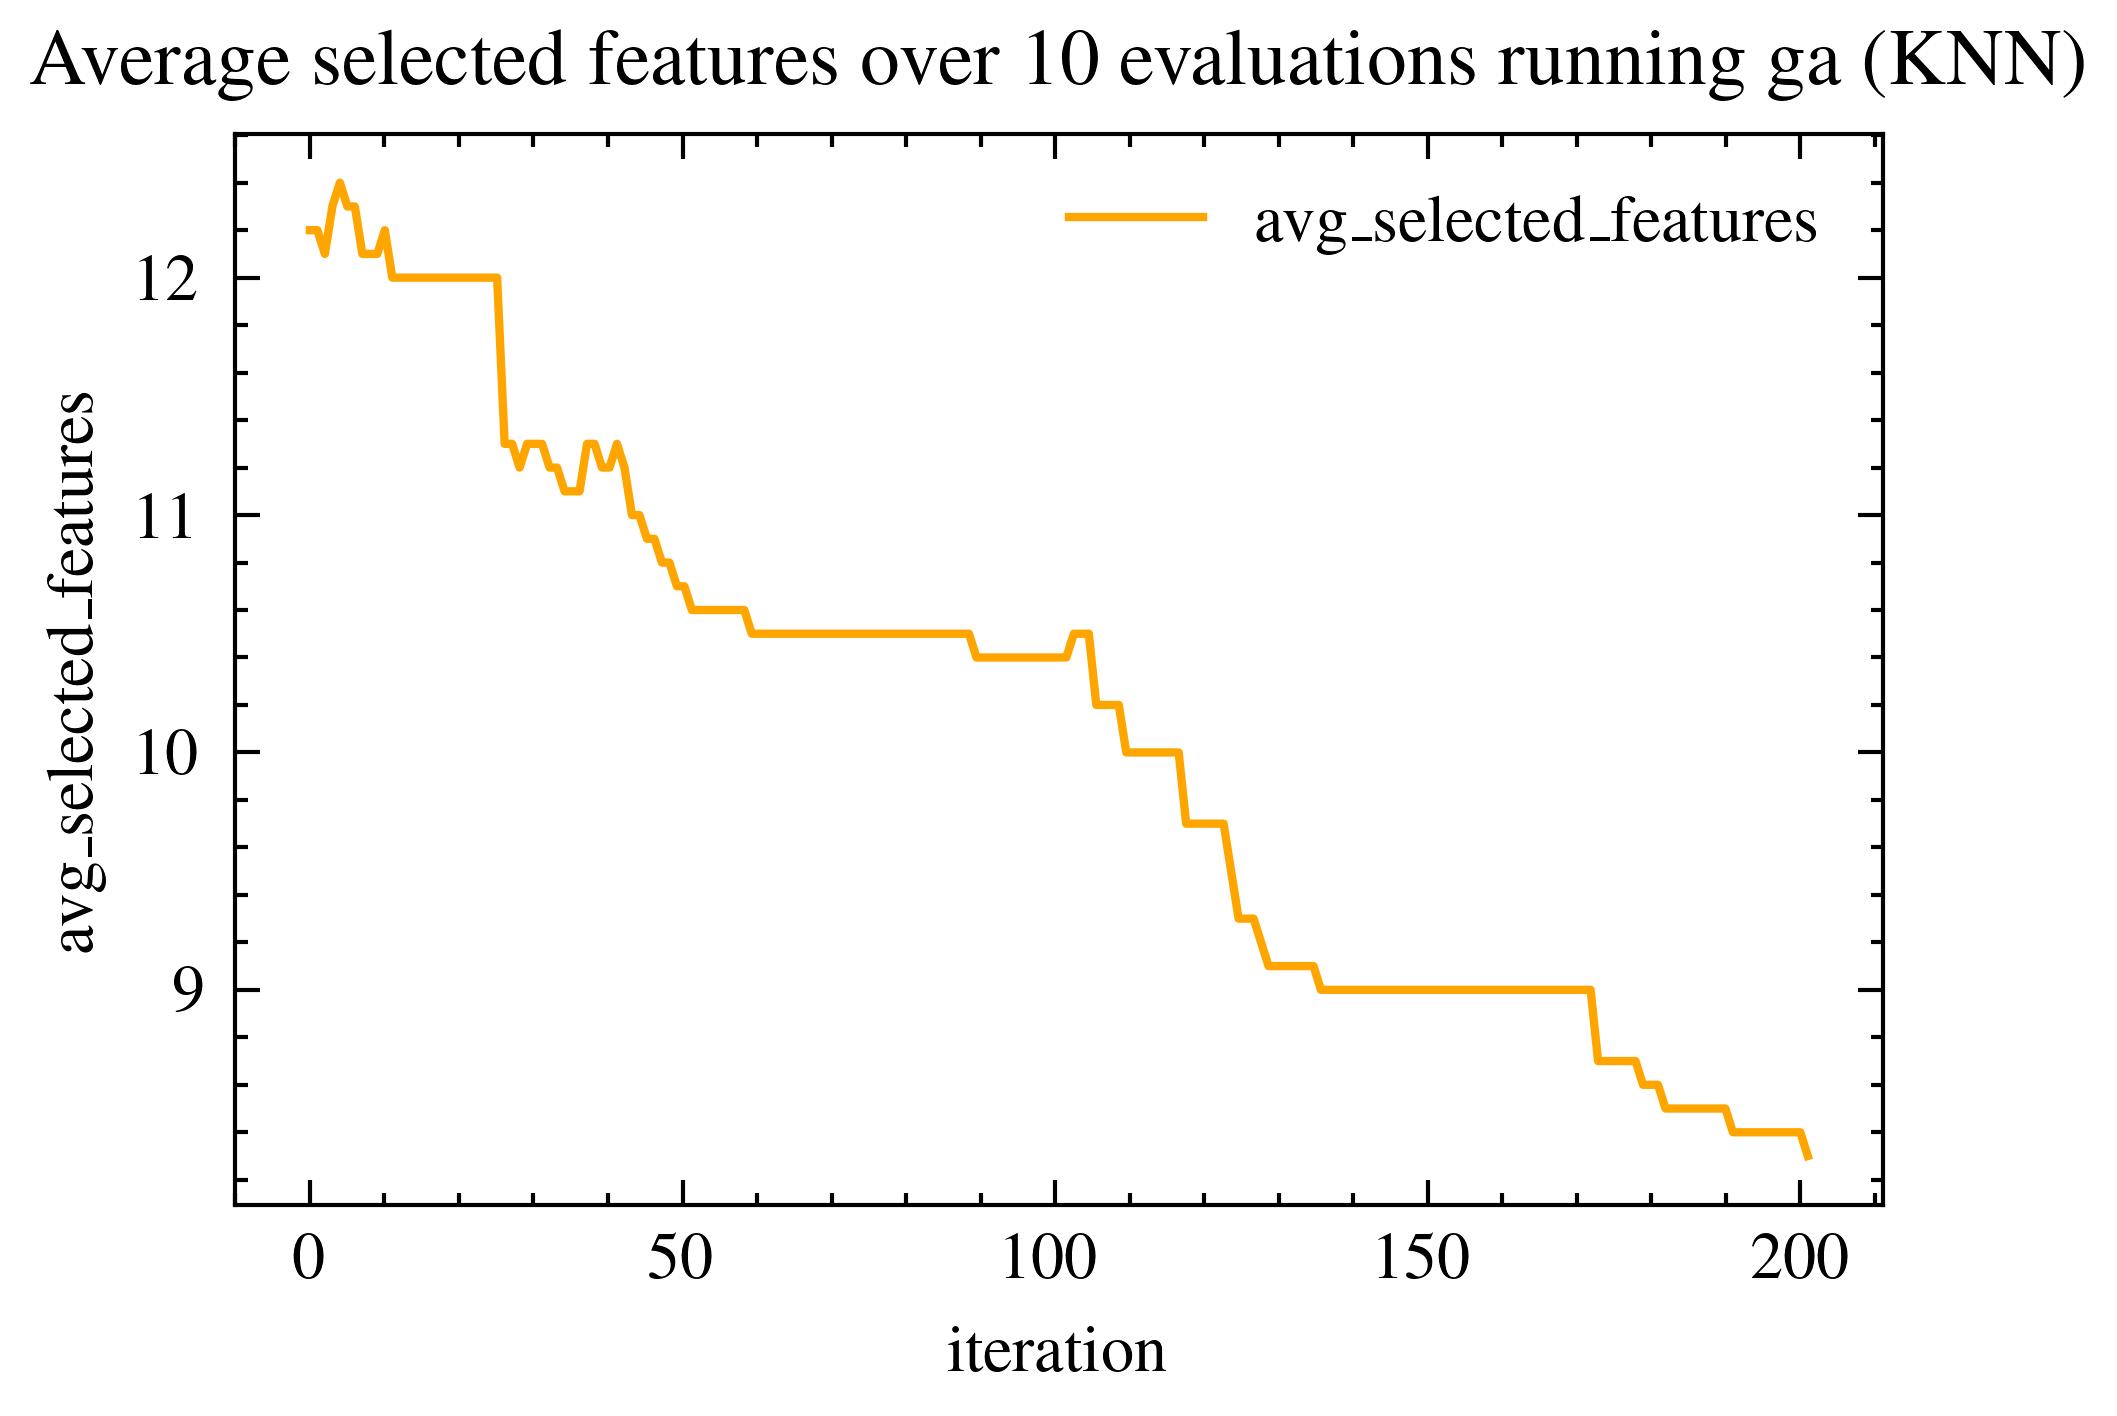 Average selected features over 10 evaluations running ga (KNN)
avg_selected_features
12
11
10
9
avg_selected_features
0 50 100 150 200
iteration